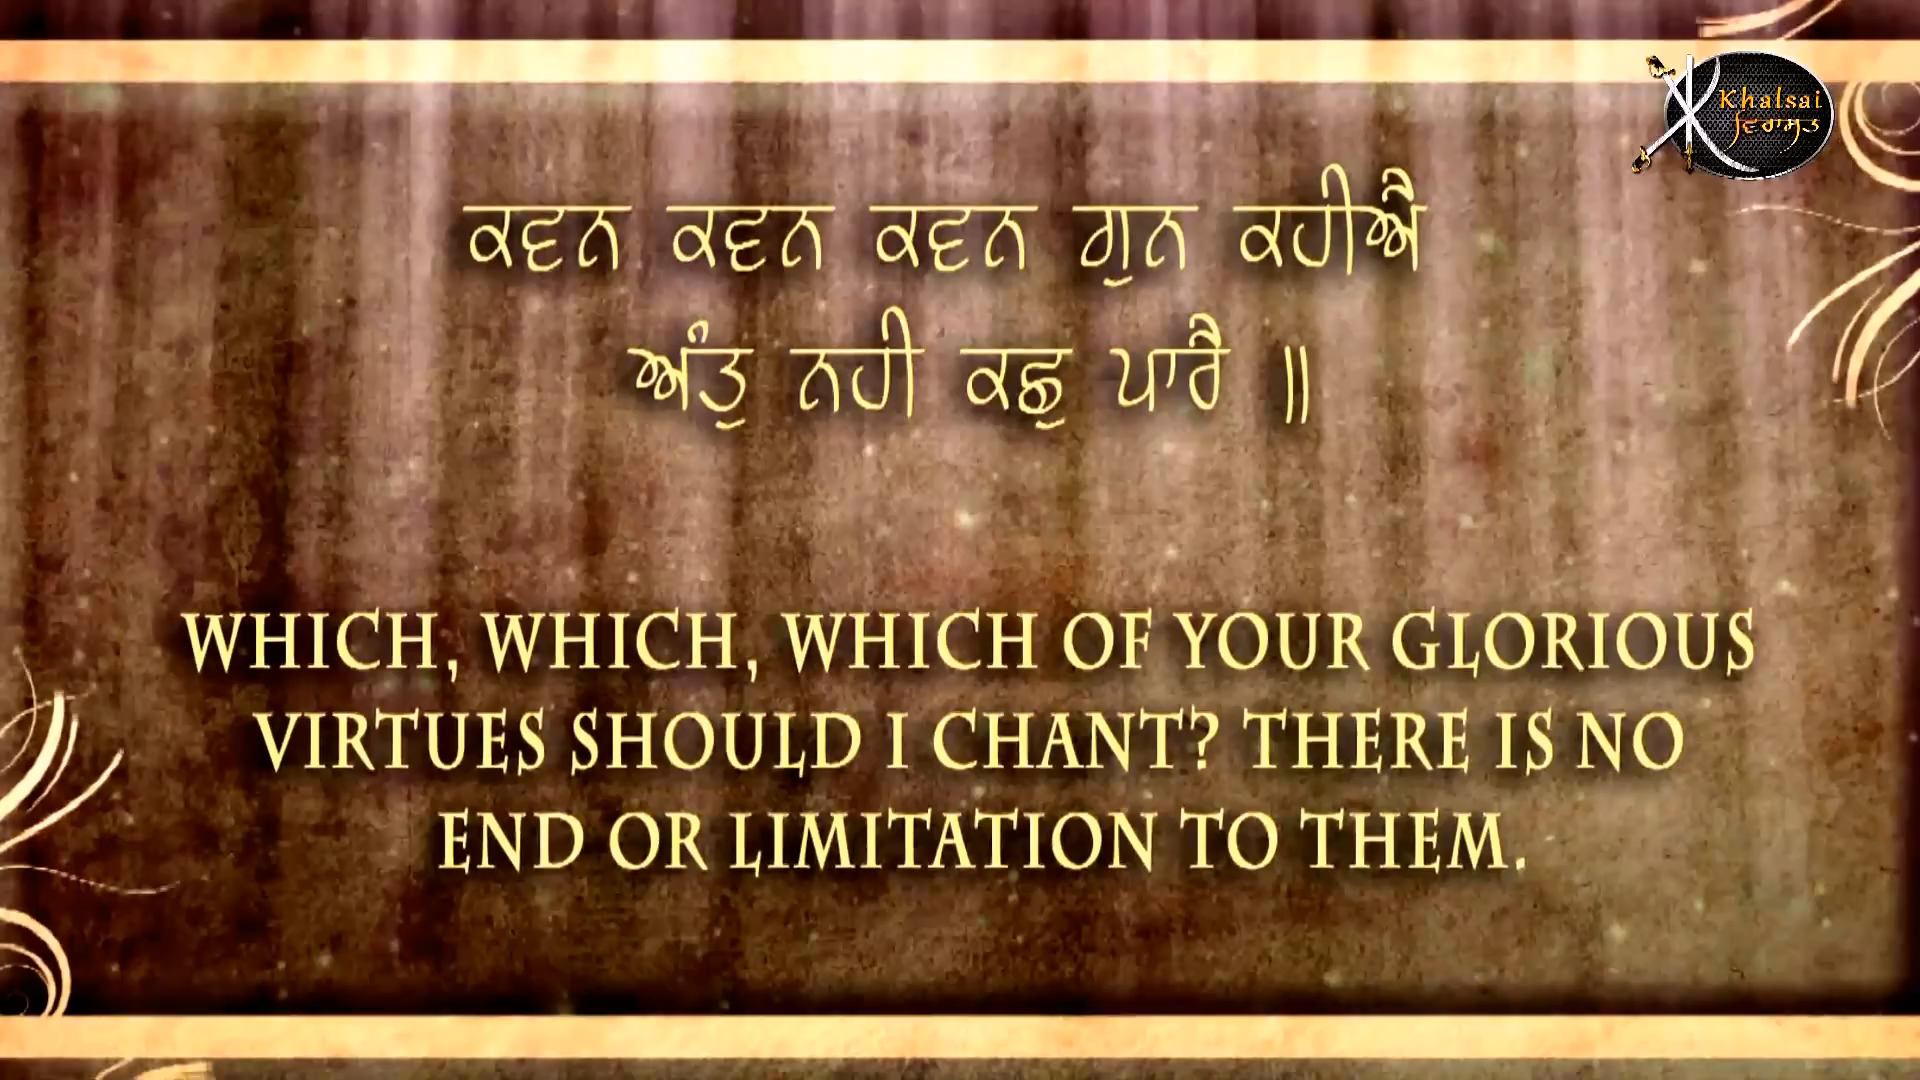 Khalsai
ਵਿਰਾਸਤ
ਕਵਨ ਕਵਨ ਕਵਨ ਗੁਨ ਕਹੀਐ
ਅੰਤੁ ਨਹੀ ਕਛੁ ਪਾਰੈ ॥
WHICH, WHICH, WHICH OF YOUR GLORIOUS
VIRTUES SHOULD I CHANT? THERE IS NO
END OR LIMITATION TO THEM.